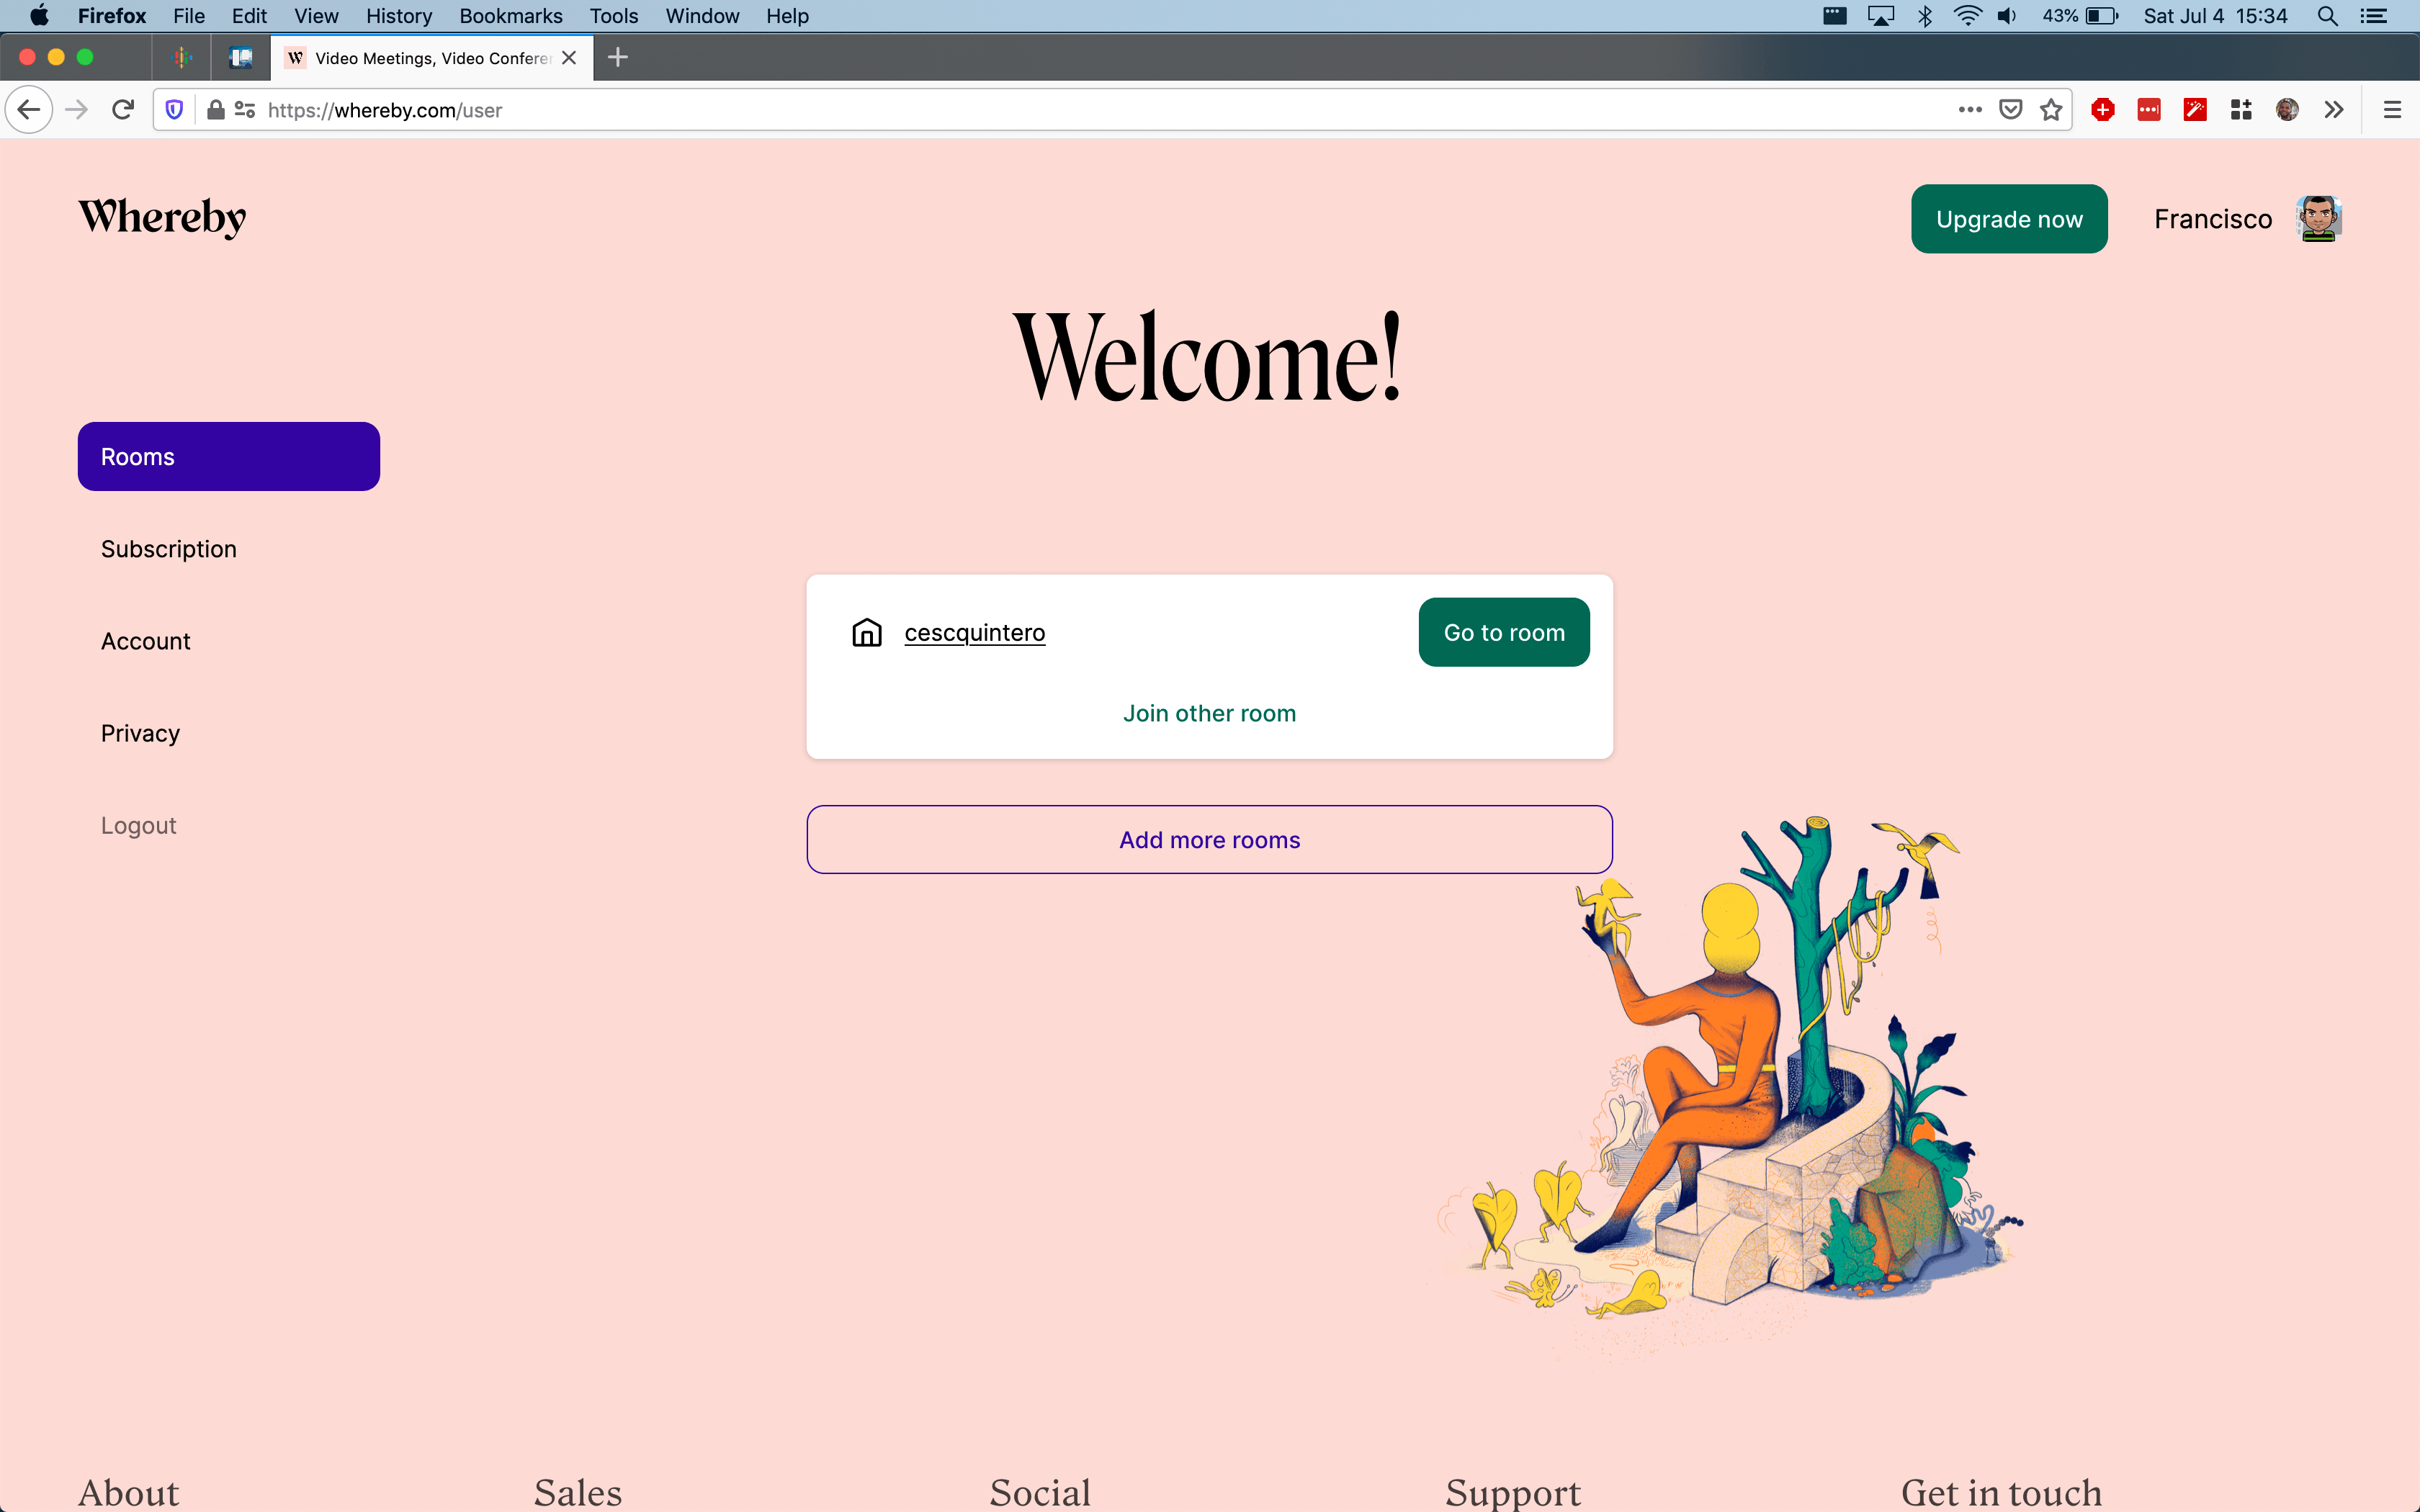 Firefox File Edit View History Bookmarks Tools Window Help 43% Sat Jul 4 15:34
W Video Meetings, Video Conferen
https://whereby.com/user
Whereby
Upgrade now
Francisco
Welcome!
Rooms
Subscription
Account
Privacy
Logout
cescquintero
Go to room
Join other room
Add more rooms
About Sales Social Support Get in touch